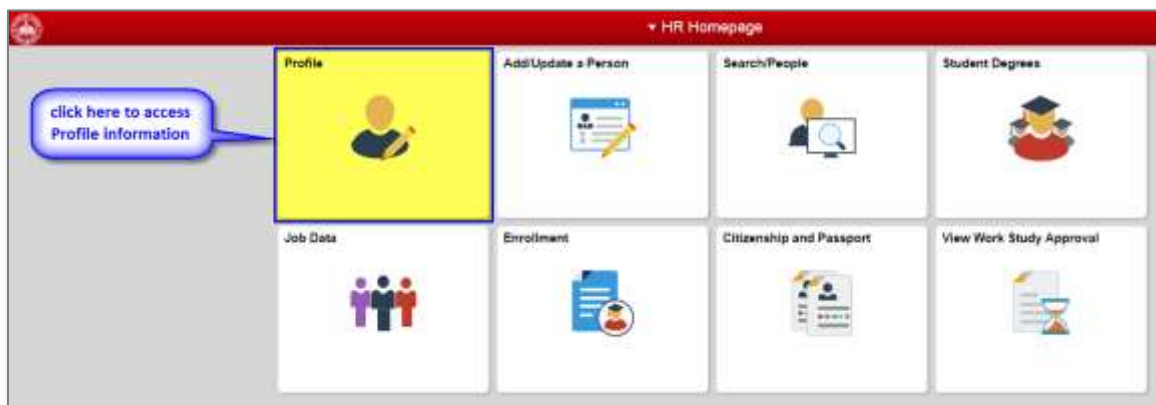 ▾ HR Homepage
Profile
Add/Update a Person
Search/People
Student Degrees
click here to access
Profile information
Job Data
Enrollment
Citizenship and Passport
View Work Study Approval